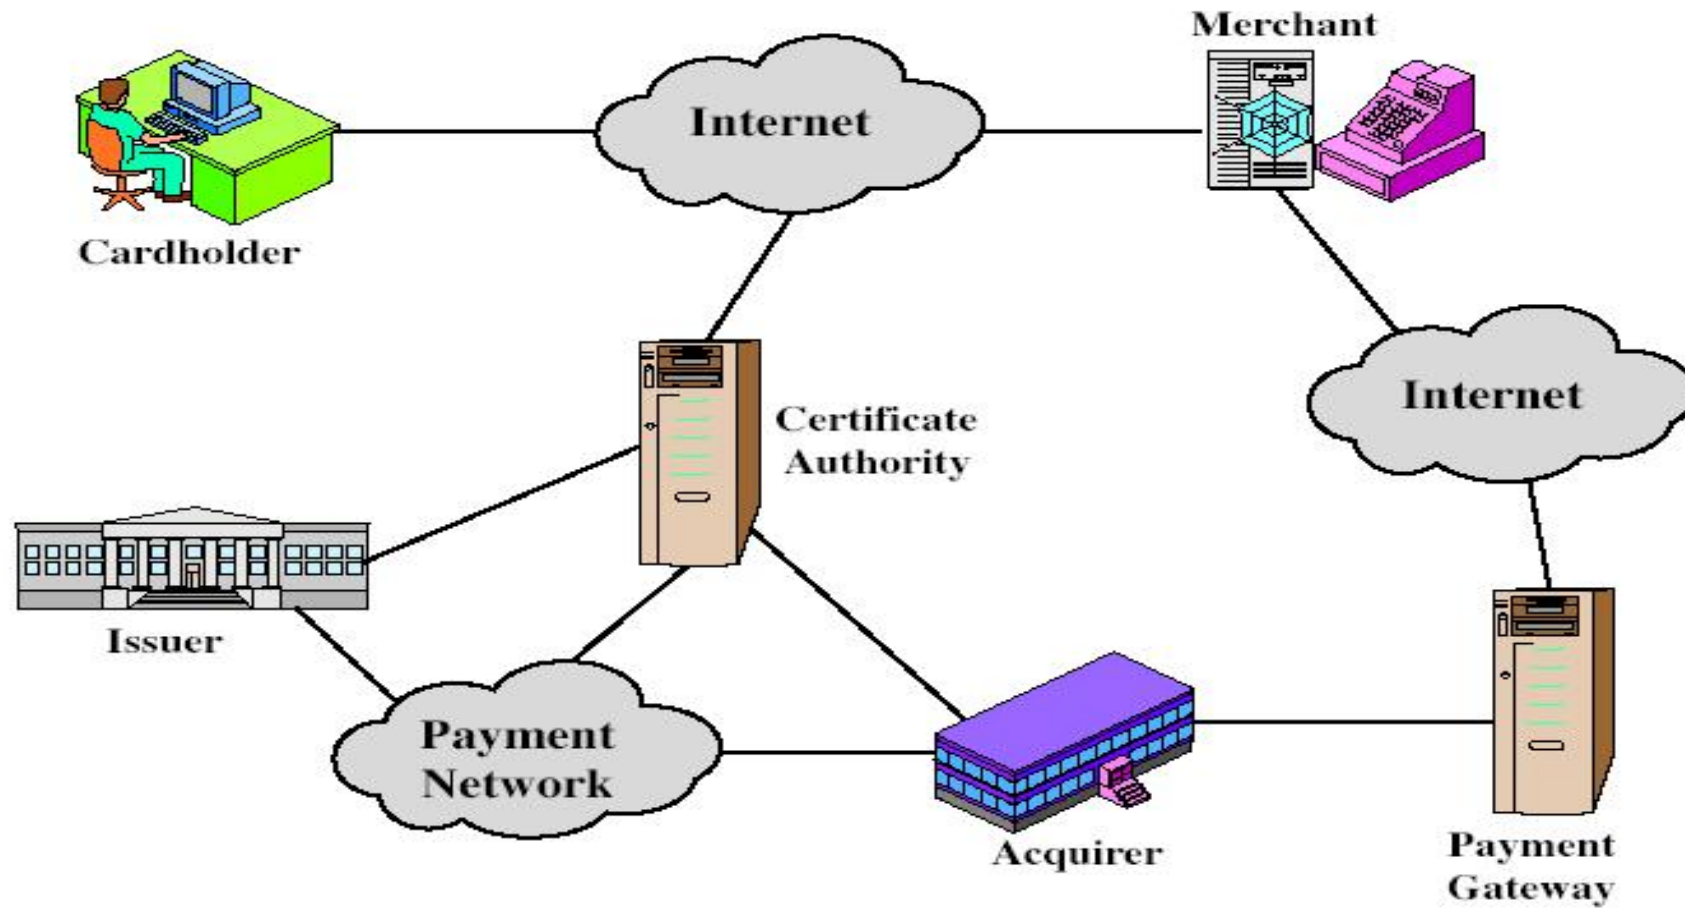 Merchant
Internet
Cardholder
Internet
Certificate
Authority
Issuer
Payment
Network
Acquirer
Payment
Gateway